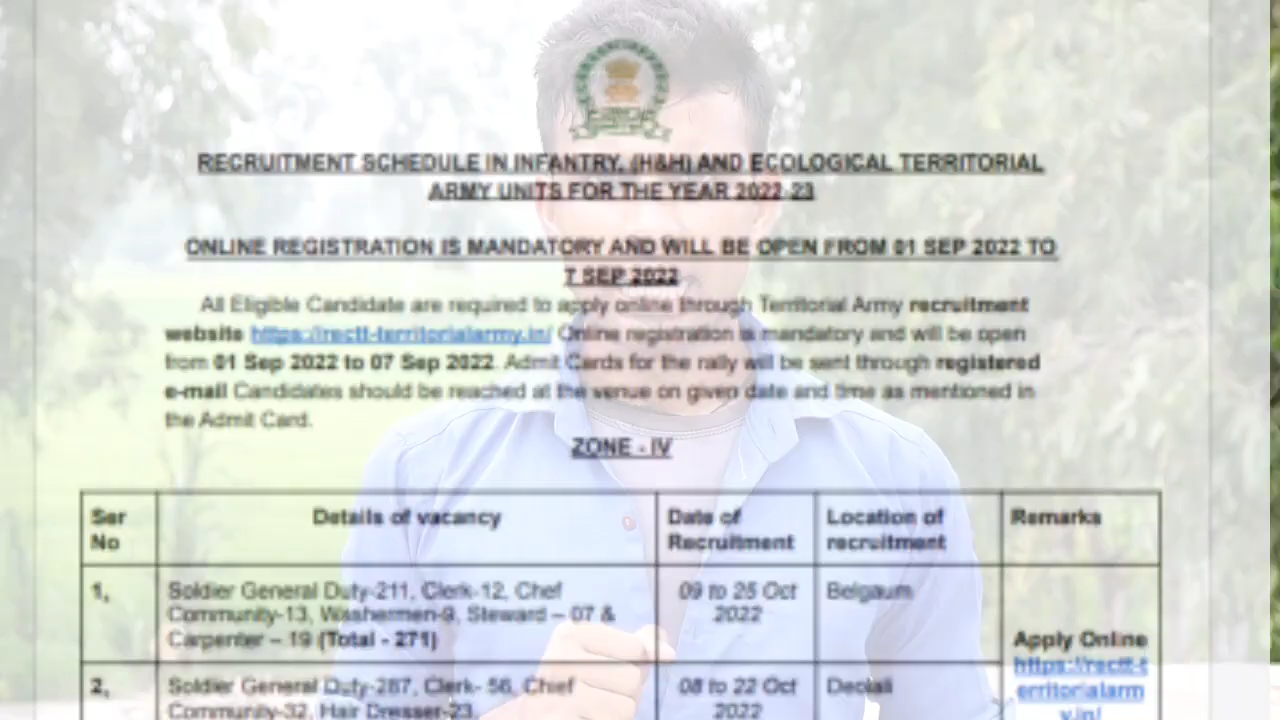 RECRUITMENT SCHEDULE IN INFANTRY, (H&H) AND ECOLOGICAL TERRITORIAL
ARMY UNITS FOR THE YEAR 2022-23
ONLINE REGISTRATION IS MANDATORY AND WILL BE OPEN FROM 01 SEP 2022 TO
7 SEP 2022
All Eligible Candidate are required to apply online through Territorial Army recruitment
website https://rectt-territorialarmy.in/ Online registration is mandatory and will be open
from 01 Sep 2022 to 07 Sep 2022. Admit Cards for the rally will be sent through registered
e-mail Candidates should be reached at the venue on given date and time as mentioned in
the Admit Card.
ZONE - IV
Ser No
Details of vacancy
Date of Recruitment
Location of recruitment
Remarks
1,
Soldier General Duty-211, Clerk-12, Chef
Community-13, Washermen-9, Steward – 07 &
Carpenter – 19 (Total - 271)
09 to 25 Oct
2022
Belgaum
Apply Online
https://rectt-t
erritorialarm
y.in/
2,
Soldier General Duty-287, Clerk- 56, Chief
Community-32, Hair Dresser-23,
08 to 22 Oct
2022
Deolali